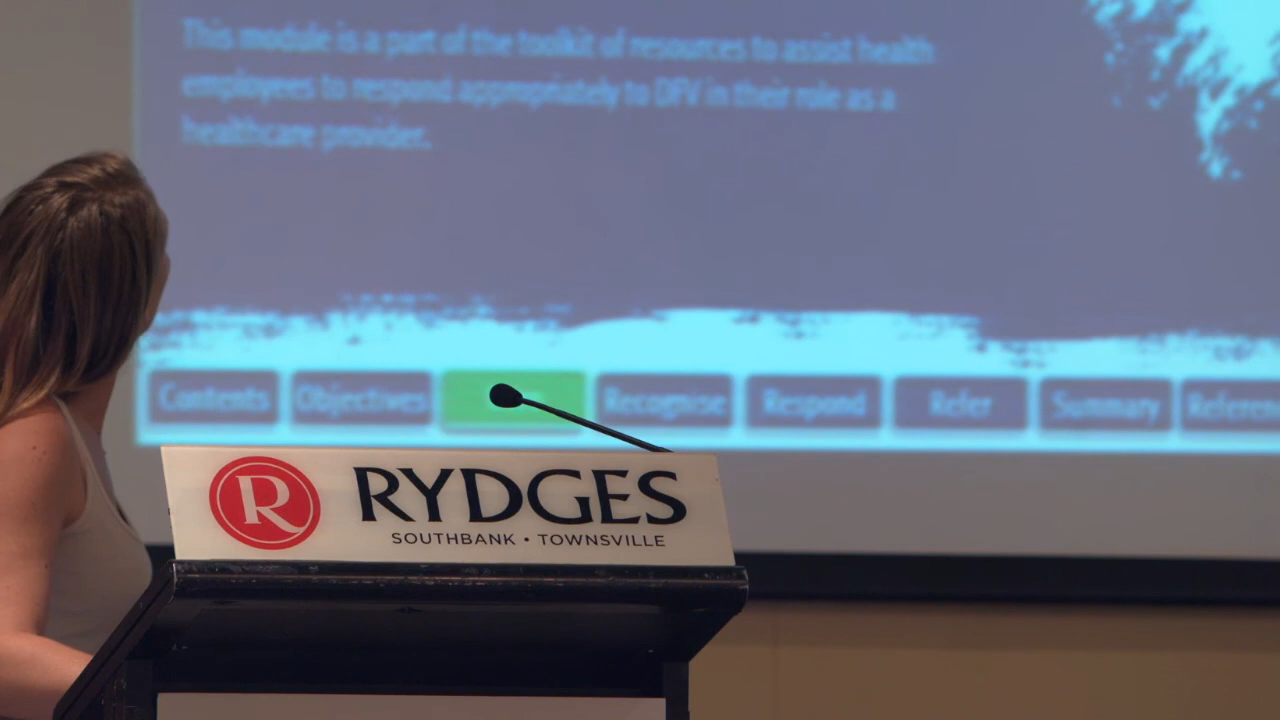 This module is a part of the toolkit of resources to assist health
employees to respond appropriately to DFV in their role as a
healthcare provider.
Contents Objectives Recognise Respond Refer Summary Referen
R RYDGES
SOUTHBANK • TOWNSVILLE